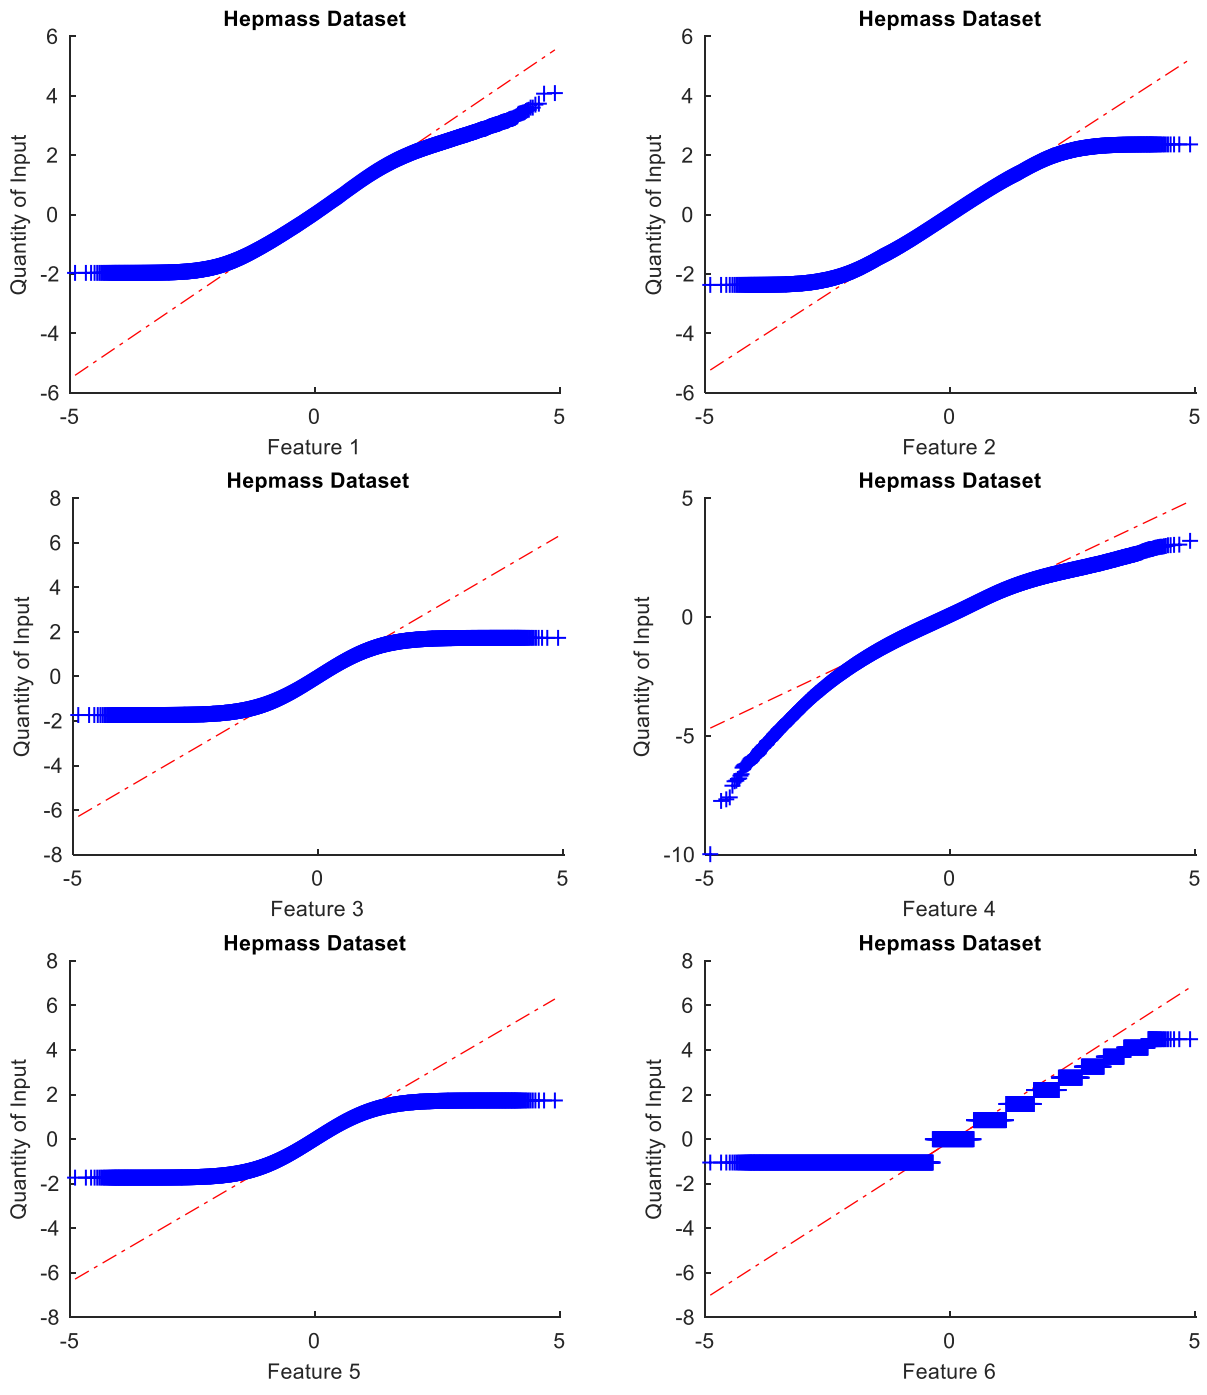 Hepmass Dataset
6
4
2
0
-2
-4
-6
Quantity of Input
-5 0 5
Feature 1
Hepmass Dataset
6
4
2
0
-2
-4
-6
Quantity of Input
-5 0 5
Feature 2
Hepmass Dataset
8
6
4
2
0
-2
-4
-6
-8
Quantity of Input
-5 0 5
Feature 3
Hepmass Dataset
5
0
-5
-10
Quantity of Input
-5 0 5
Feature 4
Hepmass Dataset
8
6
4
2
0
-2
-4
-6
-8
Quantity of Input
-5 0 5
Feature 5
Hepmass Dataset
8
6
4
2
0
-2
-4
-6
-8
Quantity of Input
-5 0 5
Feature 6